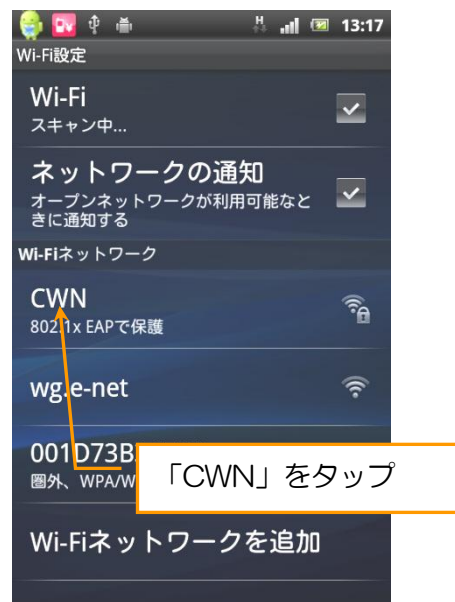 H 13:17
Wi-Fi設定
Wi-Fi
スキャン中...
ネットワークの通知
オープンネットワークが利用可能なと
きに通知する
Wi-Fiネットワーク
CWN
802.1x EAPで保護
wg.e-net
001D73B
圏外、WPA/W
「CWN」をタップ
Wi-Fiネットワークを追加